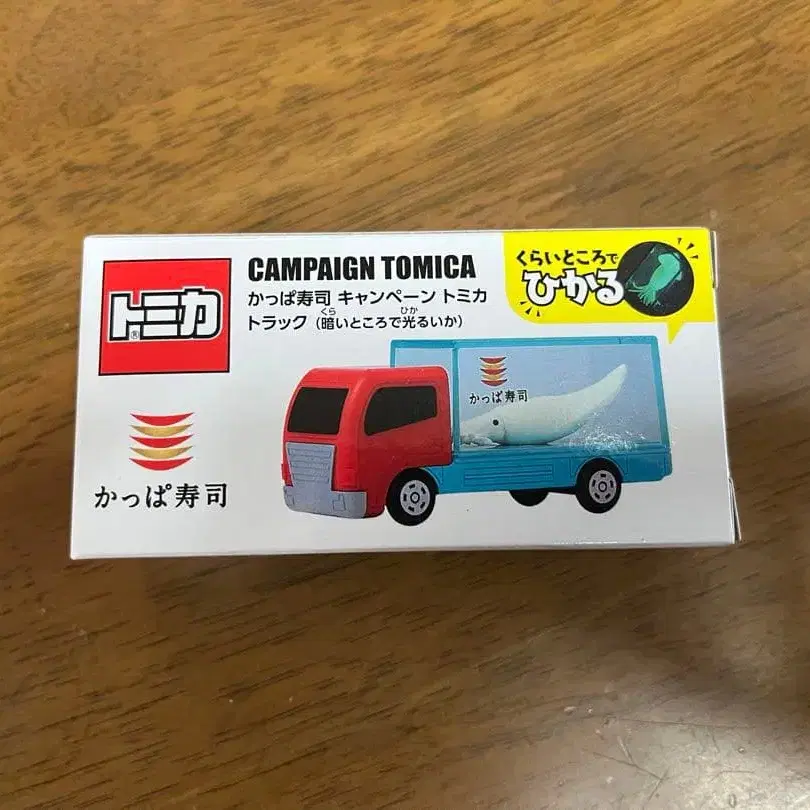 トミカ
®
CAMPAIGN TOMICA
かっぱ寿司 キャンペーン トミカ
トラック（暗いところで光るいか）
くら ひか
くらいところで
ひかる
かっぱ寿司
かっぱ寿司